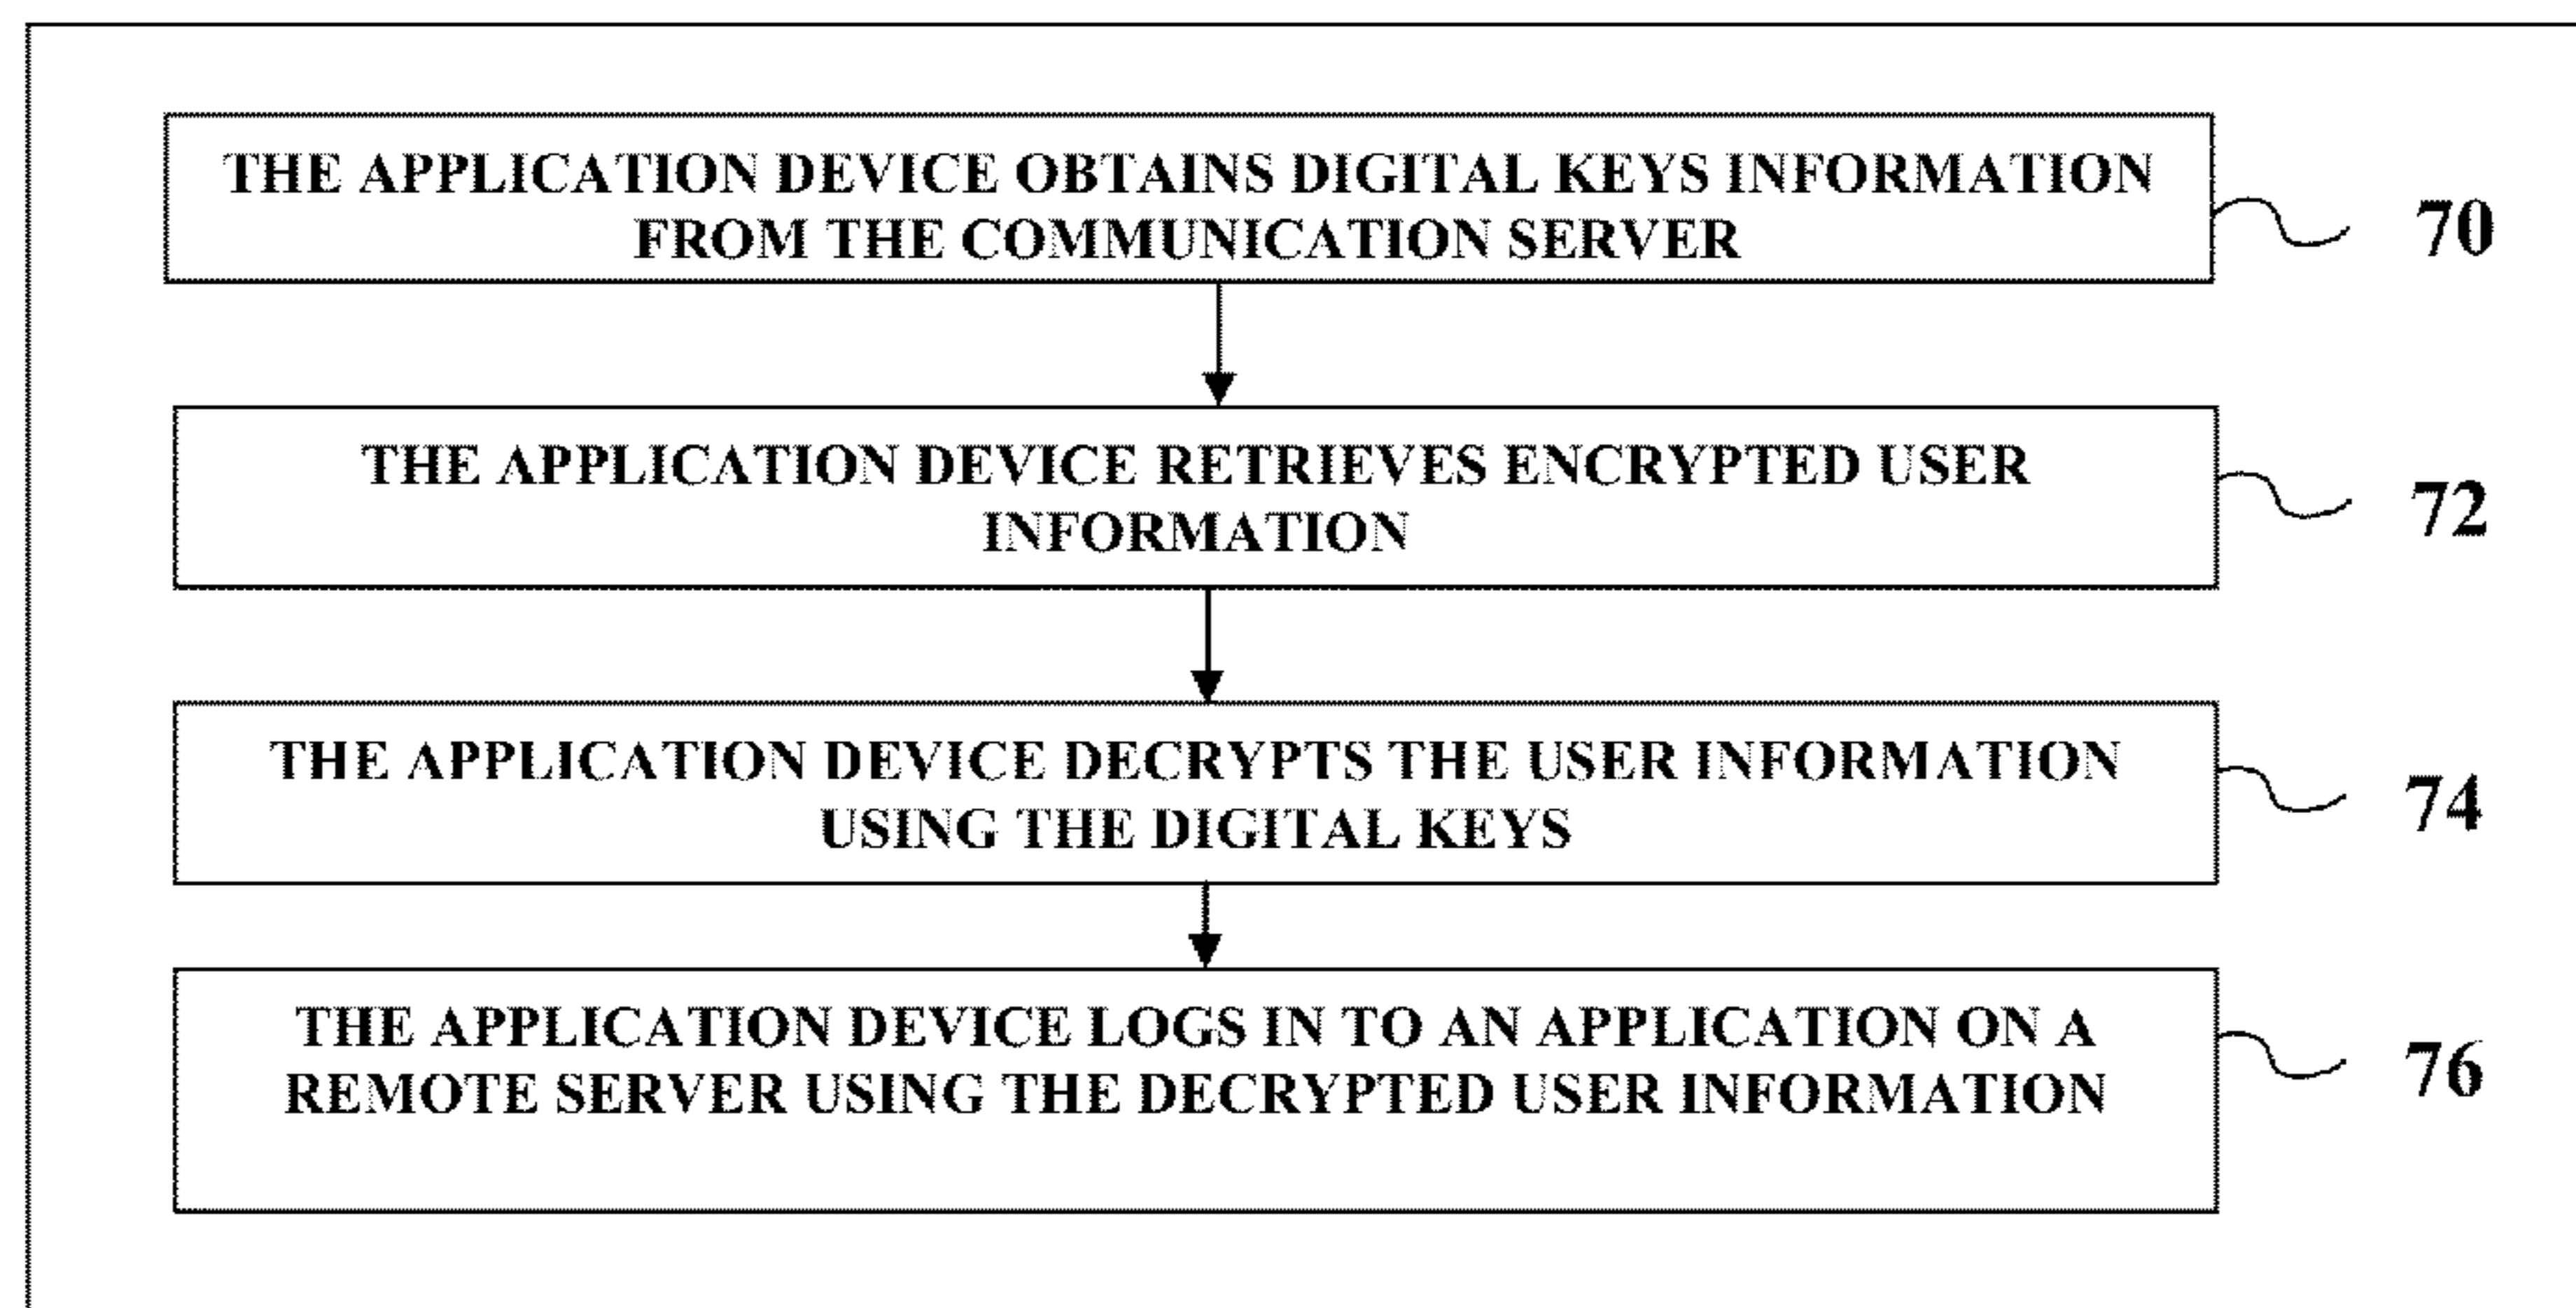 THE APPLICATION DEVICE OBTAINS DIGITAL KEYS INFORMATION
FROM THE COMMUNICATION SERVER
70
THE APPLICATION DEVICE RETRIEVES ENCRYPTED USER
INFORMATION
72
THE APPLICATION DEVICE DECRYPTS THE USER INFORMATION
USING THE DIGITAL KEYS
74
THE APPLICATION DEVICE LOGS IN TO AN APPLICATION ON A
REMOTE SERVER USING THE DECRYPTED USER INFORMATION
76